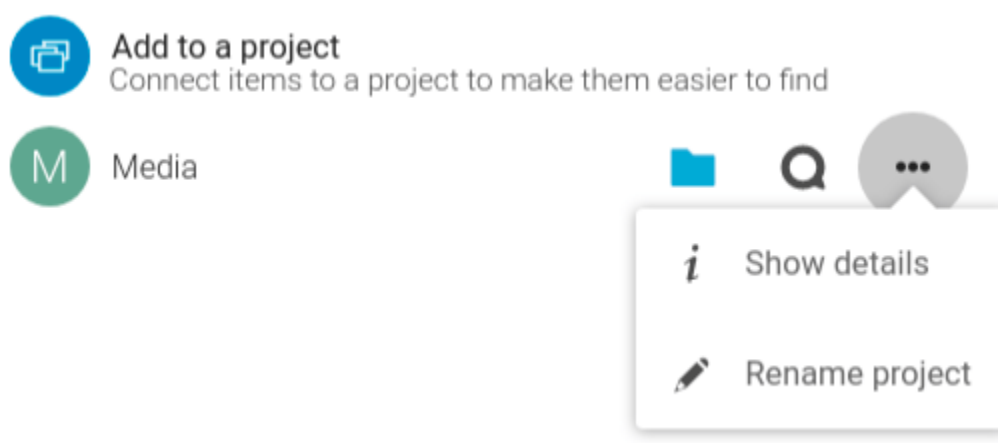 Add to a project
Connect items to a project to make them easier to find
M Media
Show details
Rename project